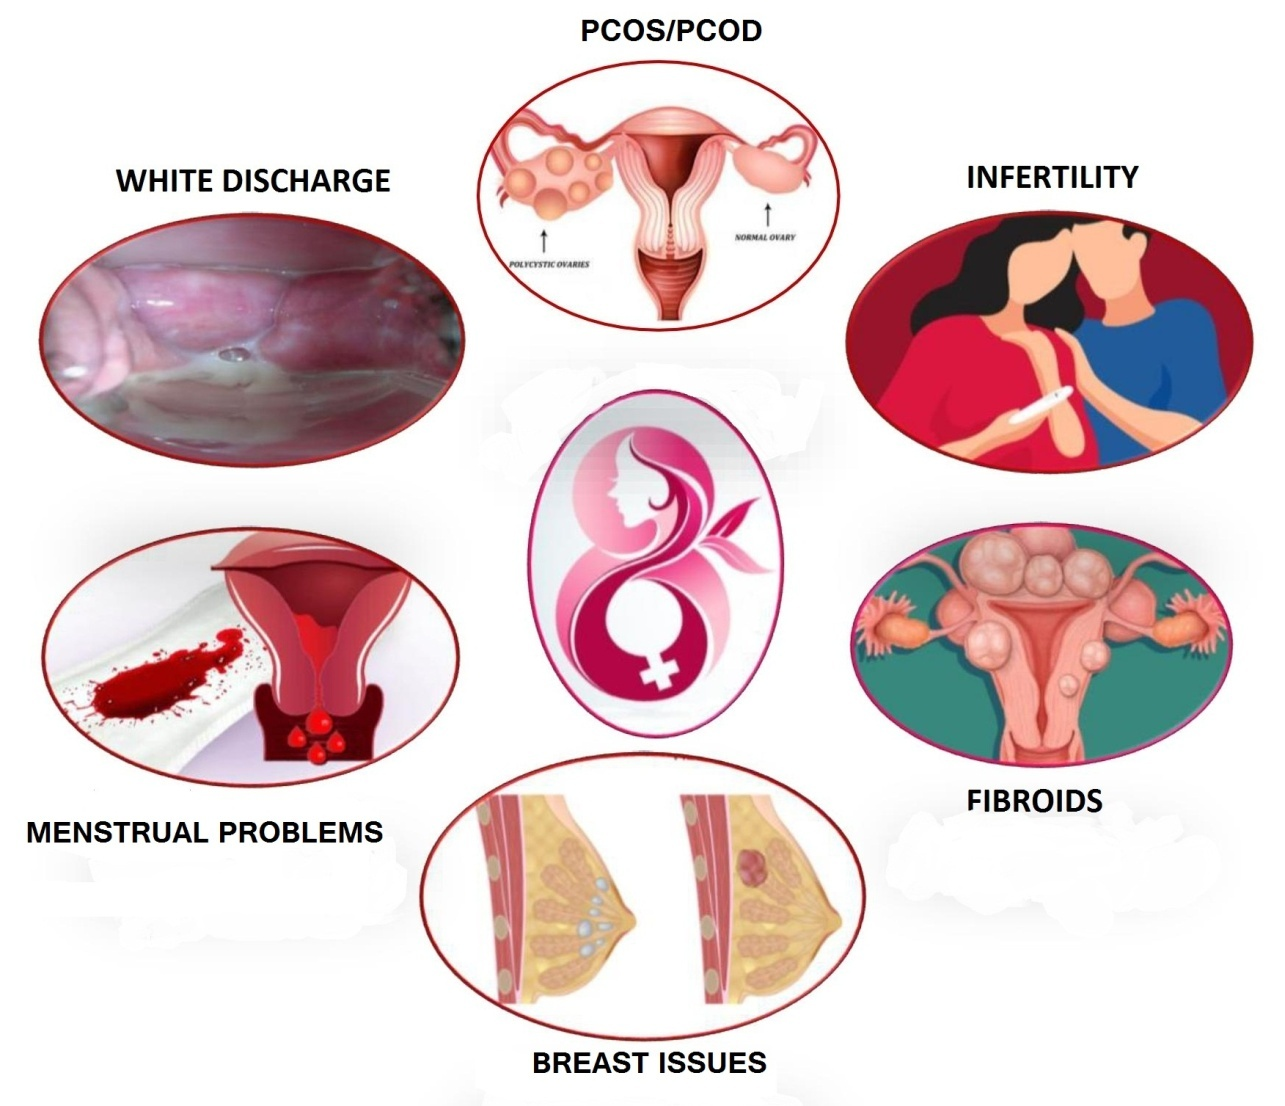 PCOS/PCOD
WHITE DISCHARGE
INFERTILITY
POLYCYSTIC OVARIES
NORMAL OVARY
MENSTRUAL PROBLEMS
FIBROIDS
BREAST ISSUES